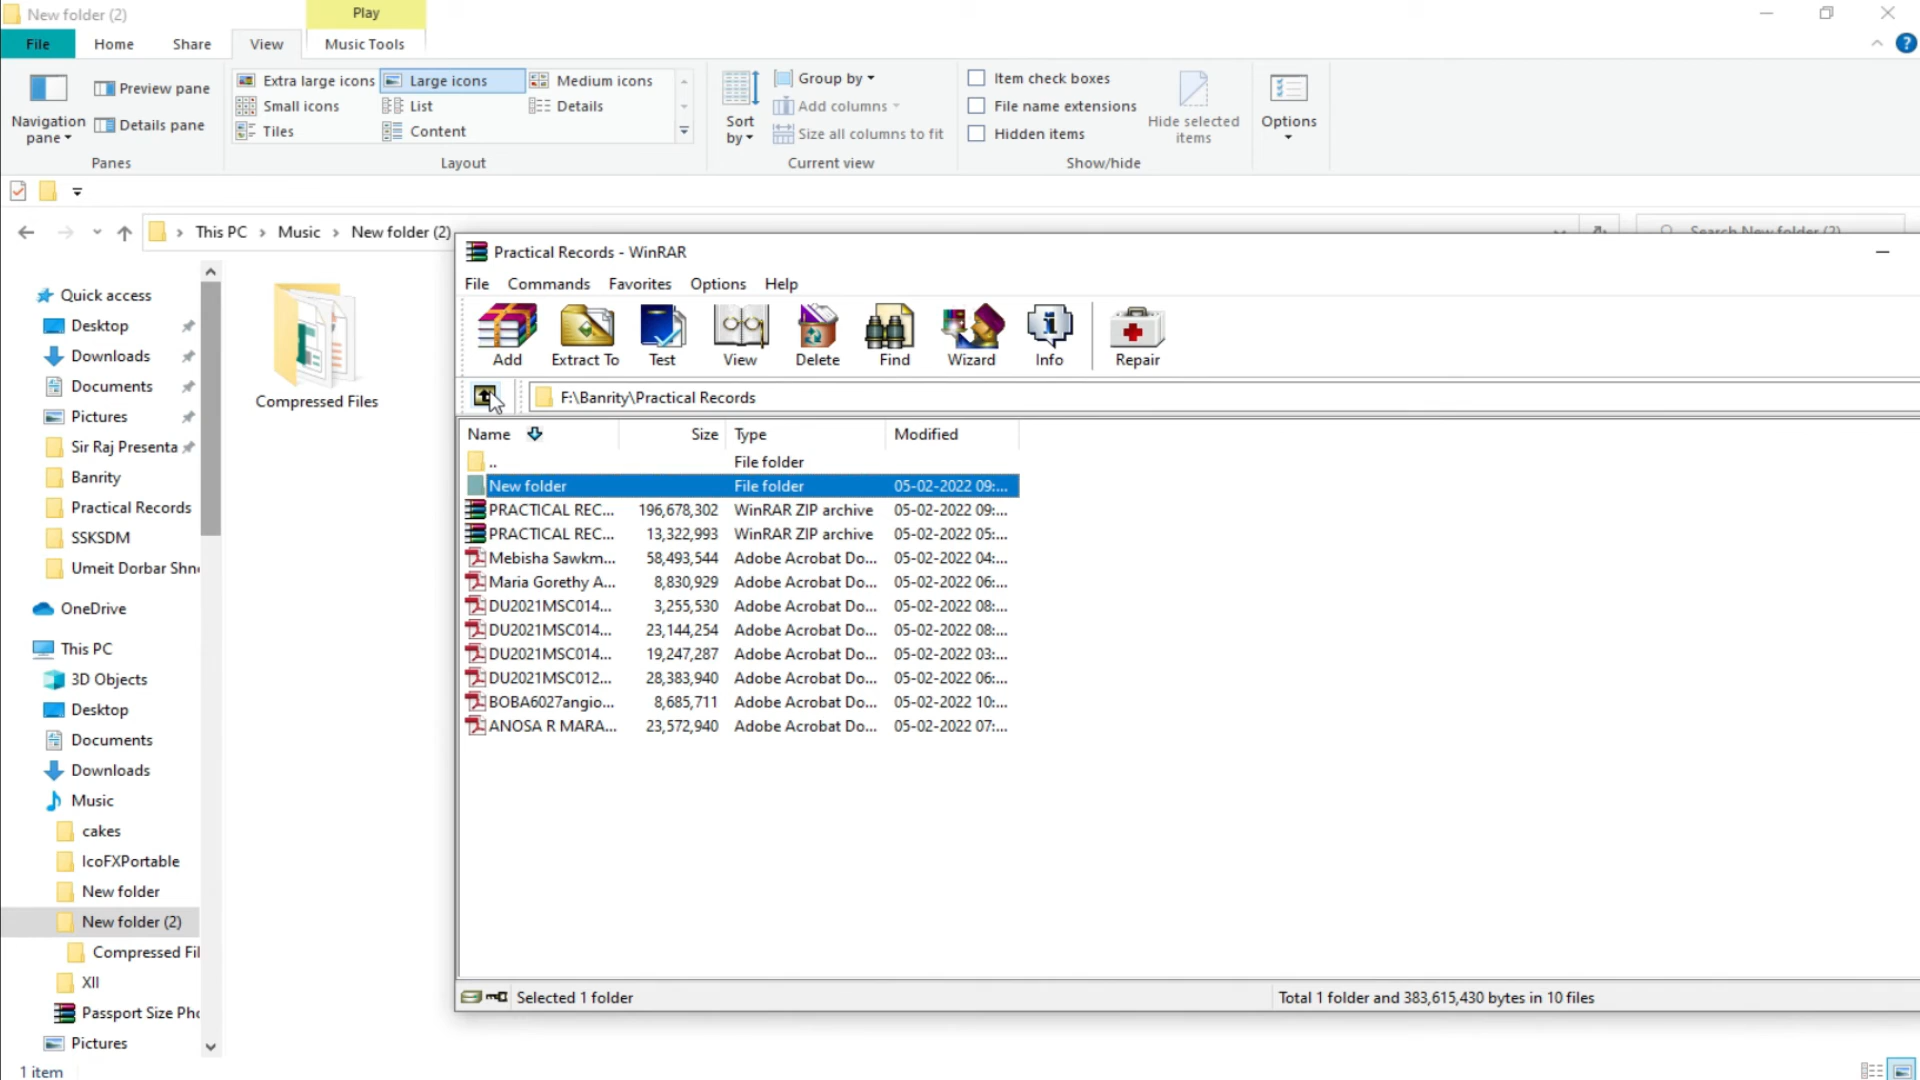 New folder (2)
Play
File
Home
Share
View
Music Tools
Navigation
pane
Preview pane
Details pane
Panes
Extra large icons
Large icons
Medium icons
Small icons
List
Details
Tiles
Content
Layout
Sort
by
Group by
Add columns
Size all columns to fit
Current view
Item check boxes
File name extensions
Hidden items
Hide selected
items
Show/hide
Options
This PC > Music > New folder (2)
Search New folder (2)
Quick access
Desktop
Downloads
Documents
Pictures
Sir Raj Presenta
Banrity
Practical Records
SSKSDM
Umeit Dorbar Shn
OneDrive
This PC
3D Objects
Desktop
Documents
Downloads
Music
cakes
IcoFXPortable
New folder
New folder (2)
Compressed Fil
XII
Passport Size Pho
Pictures
1 item
Compressed Files
Practical Records - WinRAR
File Commands Favorites Options Help
Add Extract To Test View Delete Find Wizard Info Repair
F:\Banrity\Practical Records
Name Size Type Modified
.. File folder
New folder File folder 05-02-2022 09:...
PRACTICAL REC... 196,678,302 WinRAR ZIP archive 05-02-2022 09:...
PRACTICAL REC... 13,322,993 WinRAR ZIP archive 05-02-2022 05:...
Mebisha Sawkm... 58,493,544 Adobe Acrobat Do... 05-02-2022 04:...
Maria Gorethy A... 8,830,929 Adobe Acrobat Do... 05-02-2022 06:...
DU2021MSC014... 3,255,530 Adobe Acrobat Do... 05-02-2022 08:...
DU2021MSC014... 23,144,254 Adobe Acrobat Do... 05-02-2022 08:...
DU2021MSC014... 19,247,287 Adobe Acrobat Do... 05-02-2022 03:...
DU2021MSC012... 28,383,940 Adobe Acrobat Do... 05-02-2022 06:...
BOBA6027angio... 8,685,711 Adobe Acrobat Do... 05-02-2022 10:...
ANOSA R MARA... 23,572,940 Adobe Acrobat Do... 05-02-2022 07:...
Selected 1 folder
Total 1 folder and 383,615,430 bytes in 10 files